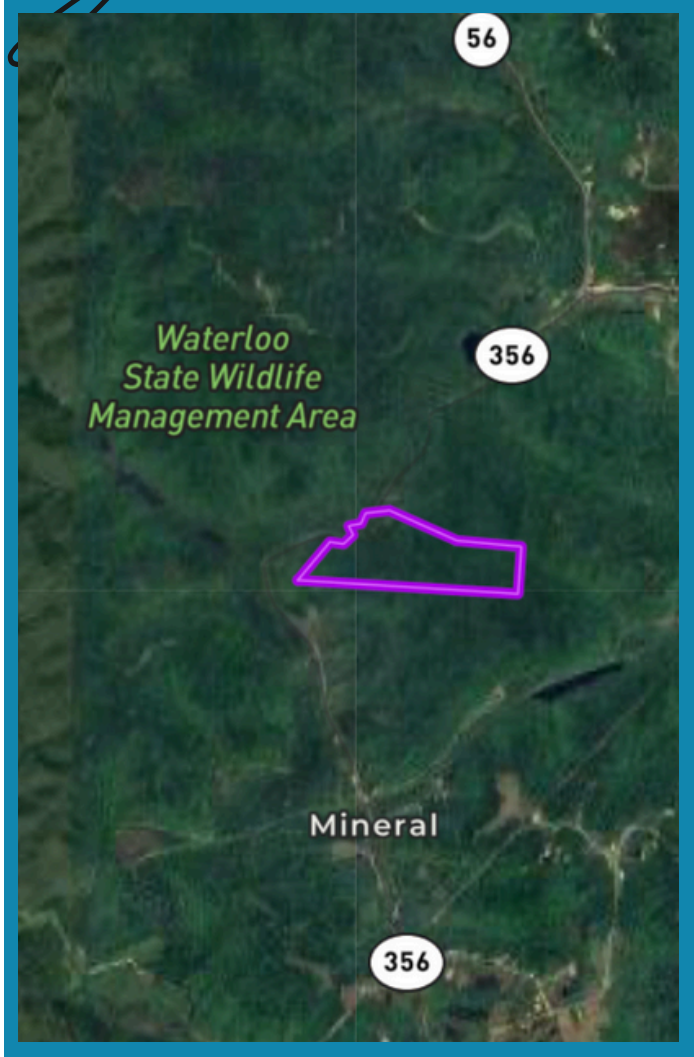 56
Waterloo
State Wildlife
Management Area
356
Mineral
356